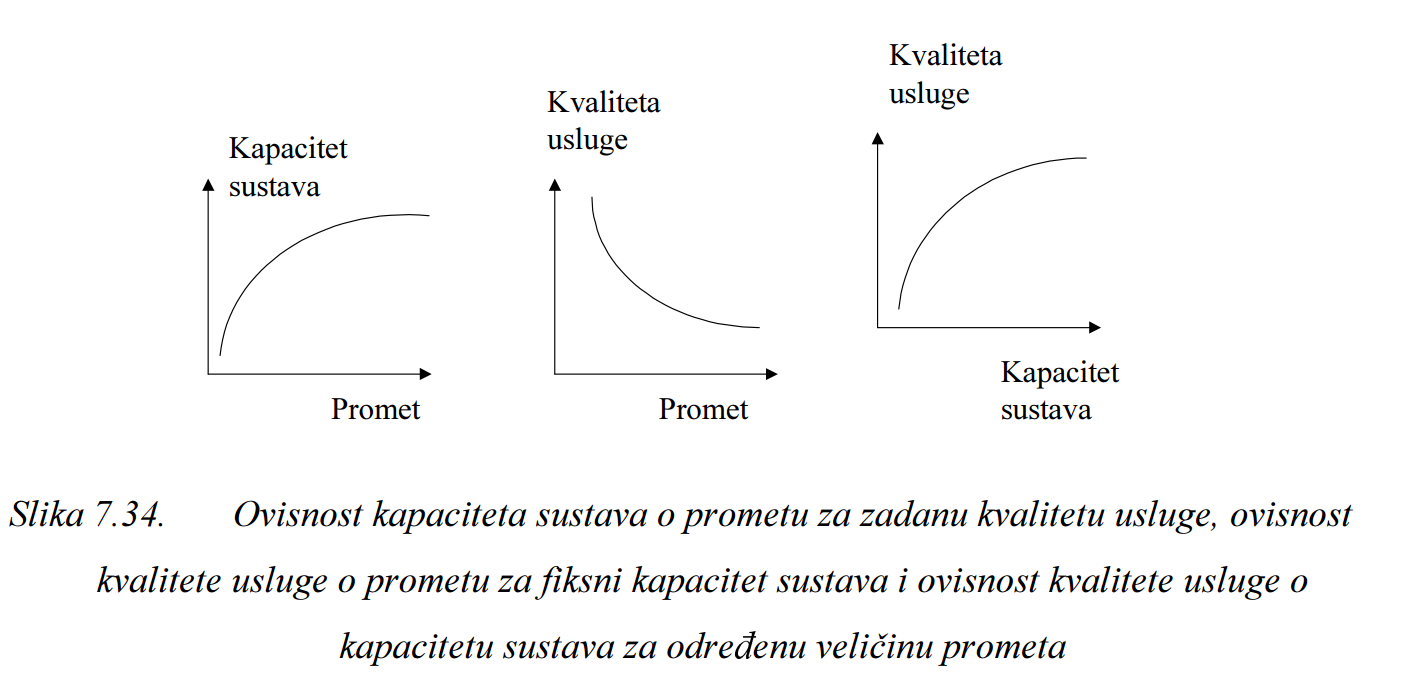 Kapacitet
sustava
Promet
Kvaliteta
usluge
Promet
Kvaliteta
usluge
Kapacitet
sustava
Slika 7.34. Ovisnost kapaciteta sustava o prometu za zadanu kvalitetu usluge, ovisnost
kvalitete usluge o prometu za fiksni kapacitet sustava i ovisnost kvalitete usluge o
kapacitetu sustava za određenu veličinu prometa